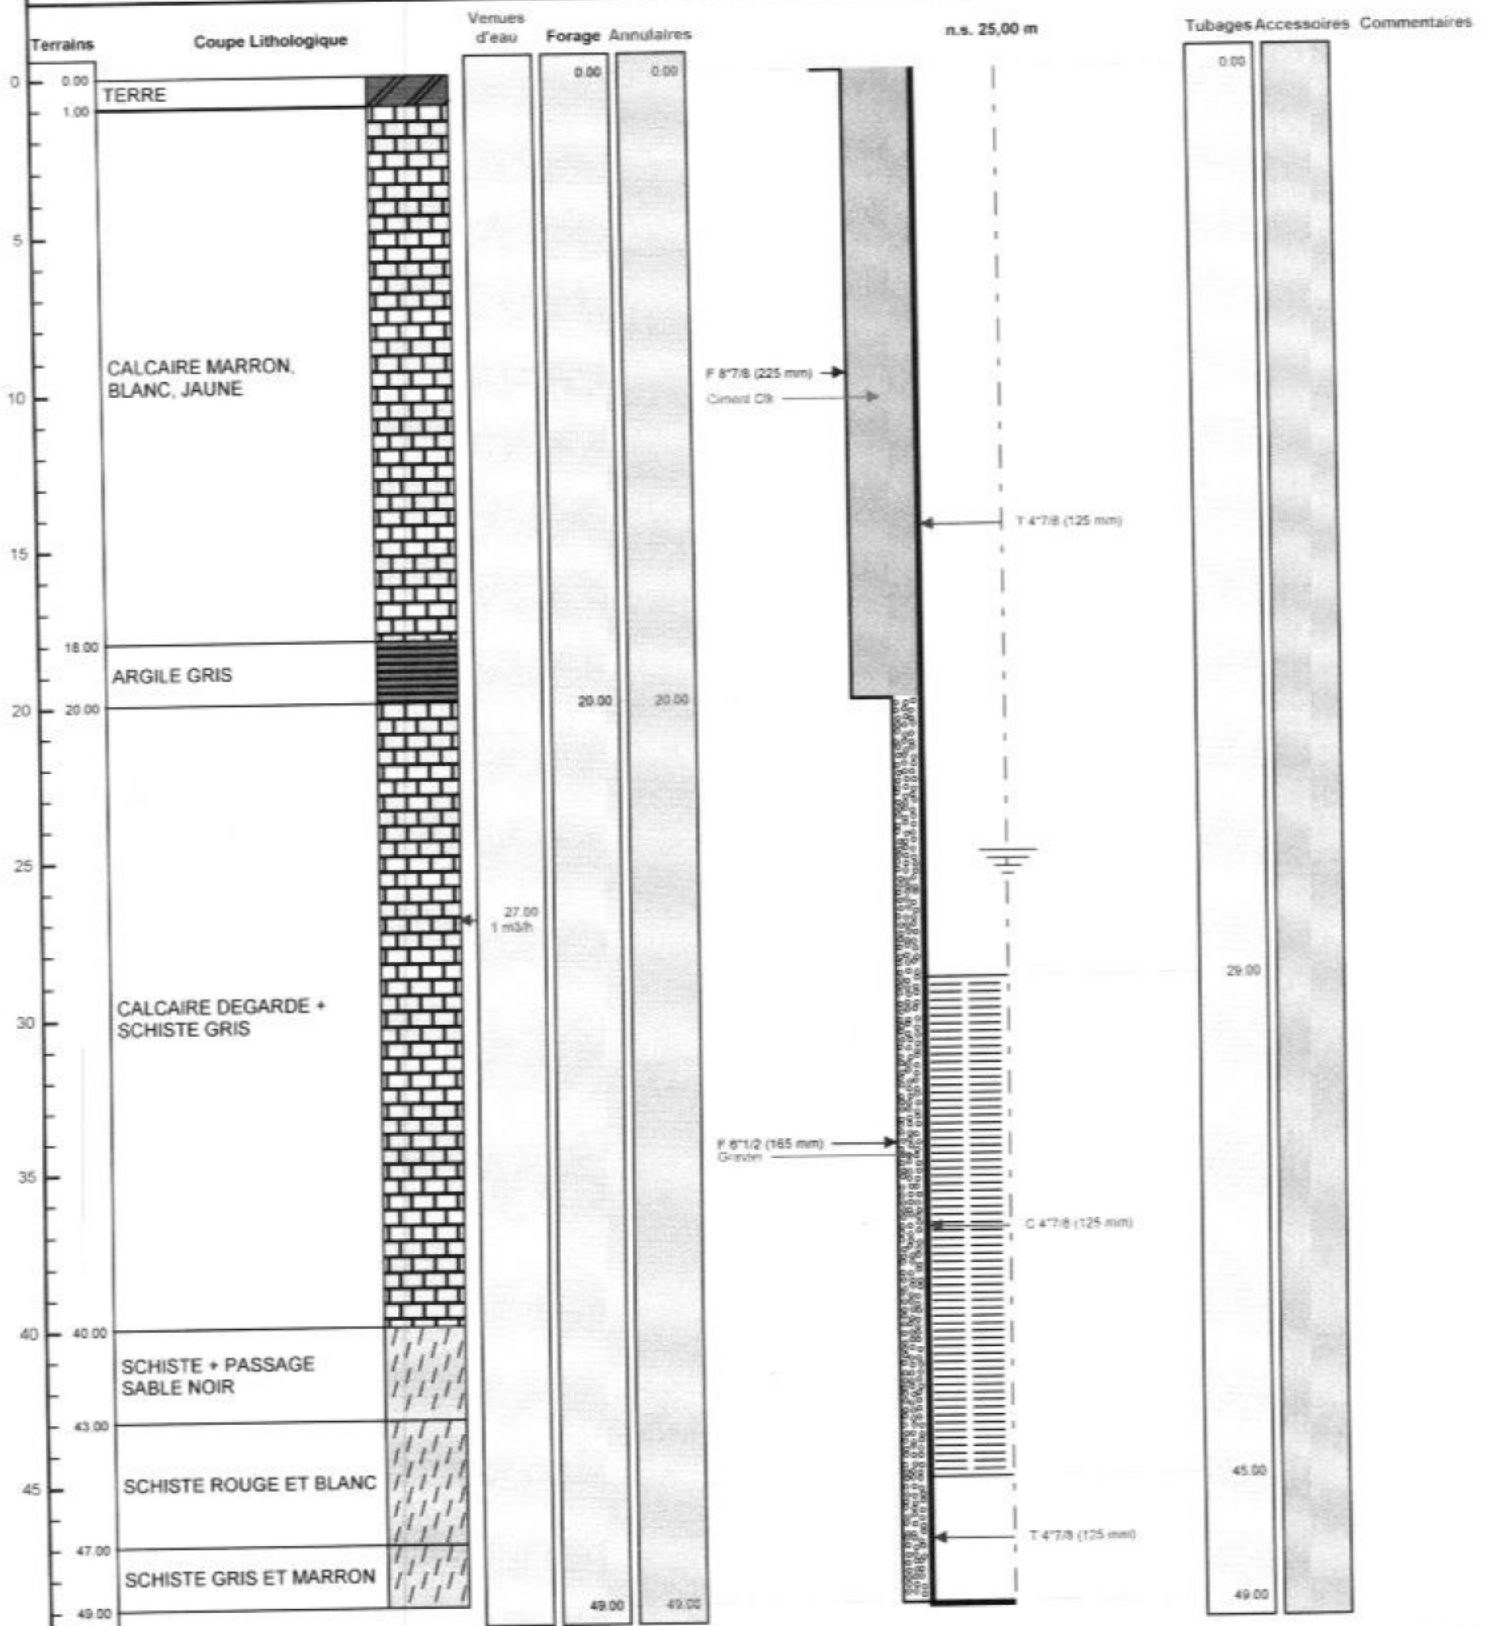 Terrains
Coupe Lithologique
Venues
d'eau
Forage
Annulaires
n.s. 25,00 m
Tubages
Accessoires
Commentaires
0
5
10
15
20
25
30
35
40
45
0.00
TERRE
1.00
CALCAIRE MARRON,
BLANC, JAUNE
18.00
ARGILE GRIS
20.00
CALCAIRE DEGARDE +
SCHISTE GRIS
40.00
SCHISTE + PASSAGE
SABLE NOIR
43.00
SCHISTE ROUGE ET BLANC
47.00
SCHISTE GRIS ET MARRON
49.00
27.00
1 m3/h
0.00
20.00
49.00
0.00
20.00
49.00
F 8"7/8 (225 mm)
Ciment
T 4"7/8 (125 mm)
F 6"1/2 (165 mm)
Gravier
C 4"7/8 (125 mm)
T 4"7/8 (125 mm)
0.00
29.00
45.00
49.00